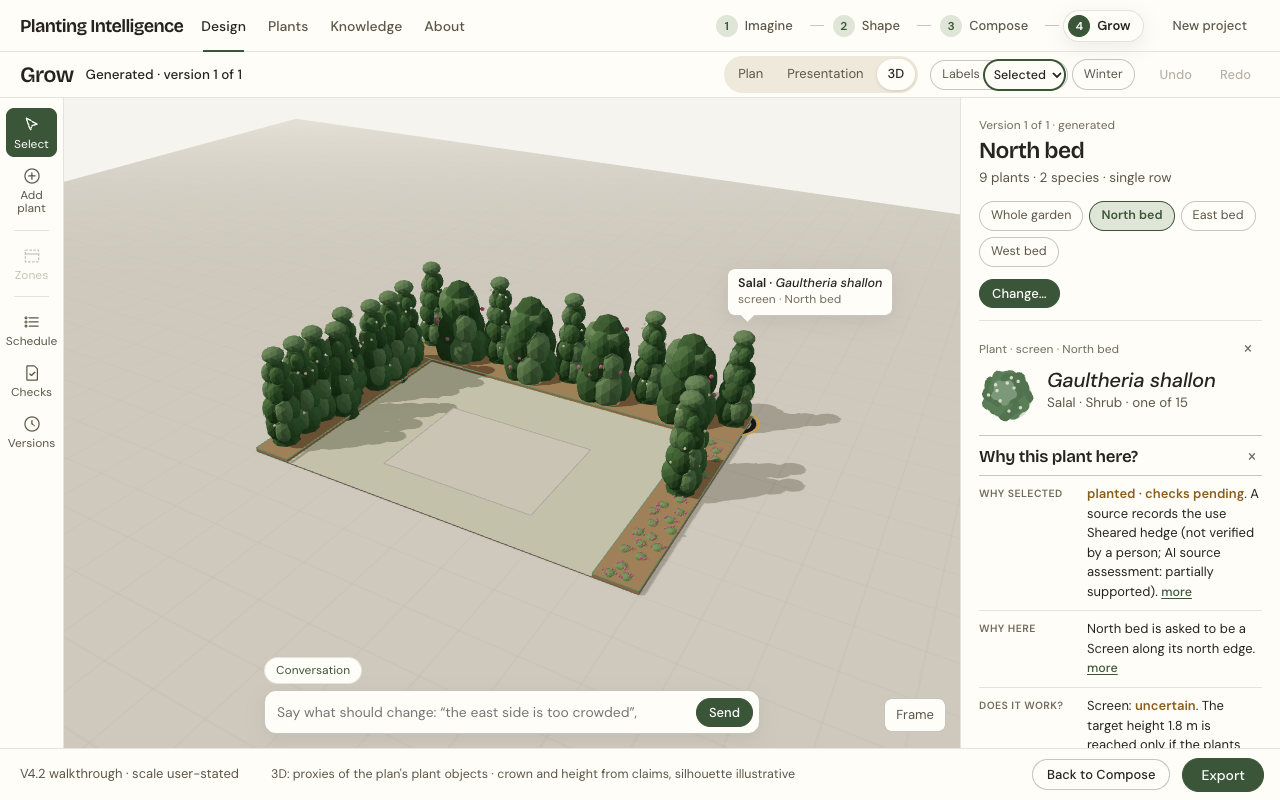 Planting Intelligence
Design
Plants
Knowledge
About
1 Imagine
2 Shape
3 Compose
4 Grow
New project
Grow
Generated · version 1 of 1
Plan
Presentation
3D
Labels
Selected
Winter
Undo
Redo
Select
Add
plant
Zones
Schedule
Checks
Versions
Salal · Gaultheria shallon
screen · North bed
Conversation
Say what should change: “the east side is too crowded”,
Send
Frame
Version 1 of 1 · generated
North bed
9 plants · 2 species · single row
Whole garden
North bed
East bed
West bed
Change...
Plant · screen · North bed
×
Gaultheria shallon
Salal · Shrub · one of 15
Why this plant here?
×
WHY SELECTED
planted · checks pending. A
source records the use
Sheared hedge (not verified
by a person; AI source
assessment: partially
supported). more
WHY HERE
North bed is asked to be a
Screen along its north edge.
more
DOES IT WORK?
Screen: uncertain. The
target height 1.8 m is
reached only if the plants
V4.2 walkthrough · scale user-stated
3D: proxies of the plan's plant objects · crown and height from claims, silhouette illustrative
Back to Compose
Export